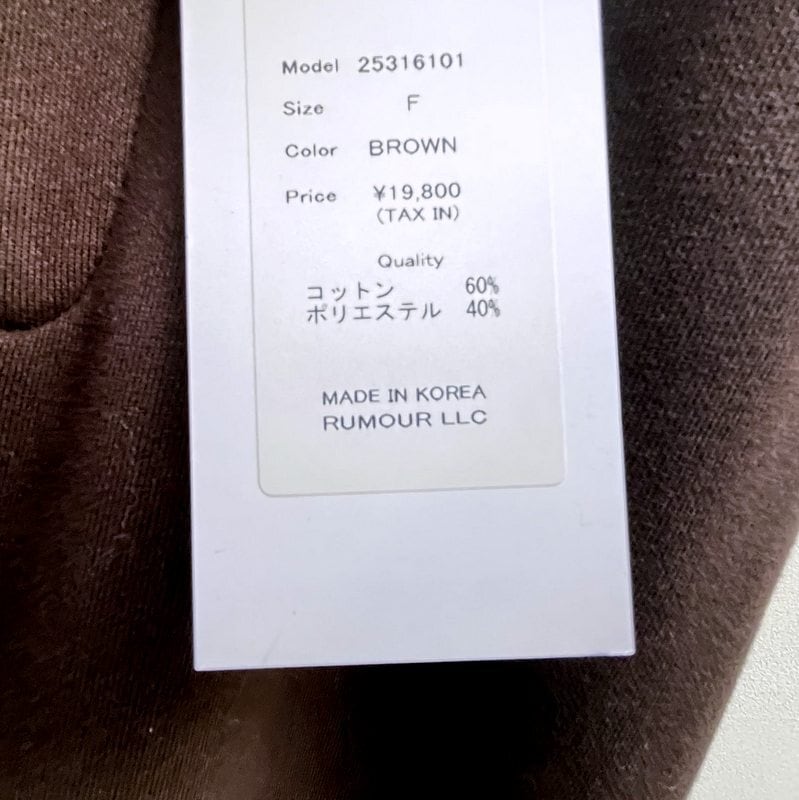 Model 25316101
Size F
Color BROWN
Price ¥19,800
(TAX IN)
Quality
コットン 60%
ポリエステル 40%
MADE IN KOREA
RUMOUR LLC